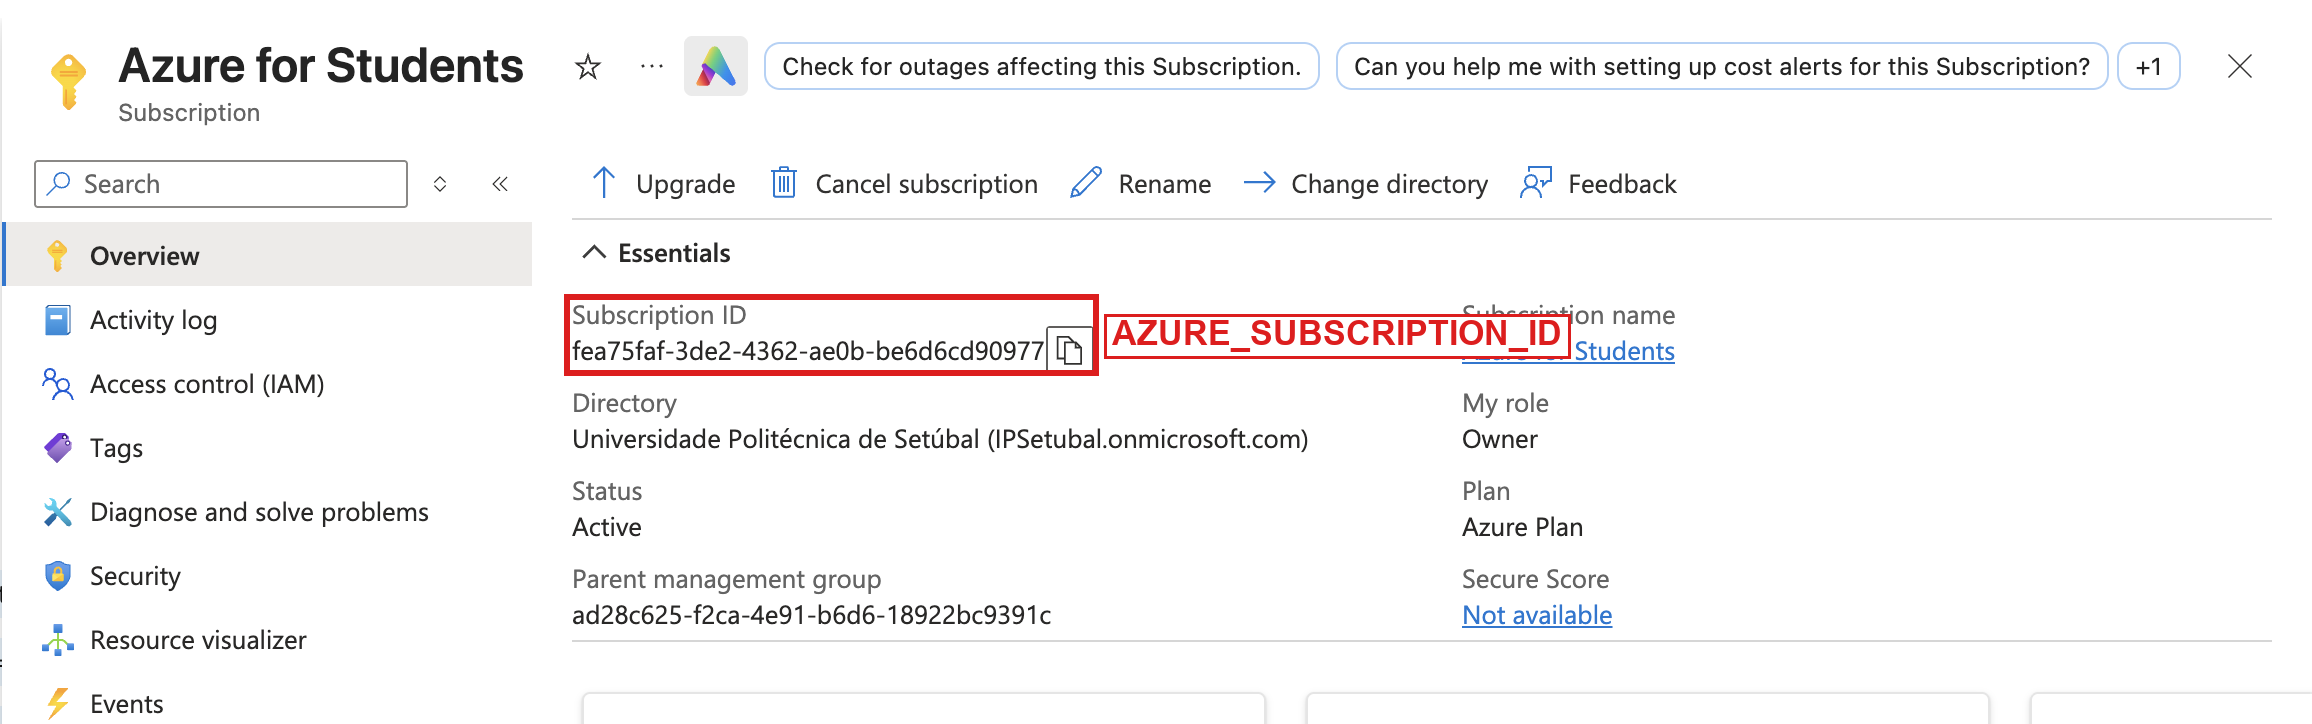 Azure for Students
Subscription
Check for outages affecting this Subscription.
Can you help me with setting up cost alerts for this Subscription?
+1
Search
Upgrade
Cancel subscription
Rename
Change directory
Feedback
Overview
Activity log
Access control (IAM)
Tags
Diagnose and solve problems
Security
Resource visualizer
Events
Essentials
Subscription ID
fea75faf-3de2-4362-ae0b-be6d6cd90977
AZURE_SUBSCRIPTION_ID
Directory
Universidade Politécnica de Setúbal (IPSetubal.onmicrosoft.com)
Status
Active
Parent management group
ad28c625-f2ca-4e91-b6d6-18922bc9391c
Subscription name
Azure for Students
My role
Owner
Plan
Azure Plan
Secure Score
Not available